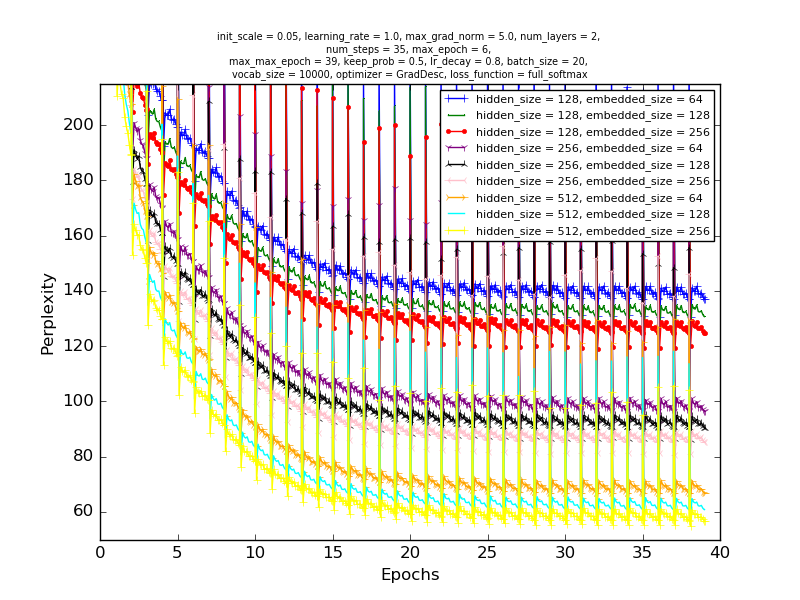 init_scale = 0.05, learning_rate = 1.0, max_grad_norm = 5.0, num_layers = 2,
num_steps = 35, max_epoch = 6,
max_max_epoch = 39, keep_prob = 0.5, lr_decay = 0.8, batch_size = 20,
vocab_size = 10000, optimizer = GradDesc, loss_function = full_softmax
hidden_size = 128, embedded_size = 64
hidden_size = 128, embedded_size = 128
hidden_size = 128, embedded_size = 256
hidden_size = 256, embedded_size = 64
hidden_size = 256, embedded_size = 128
hidden_size = 256, embedded_size = 256
hidden_size = 512, embedded_size = 64
hidden_size = 512, embedded_size = 128
hidden_size = 512, embedded_size = 256
Perplexity
200
180
160
140
120
100
80
60
0 5 10 15 20 25 30 35 40
Epochs